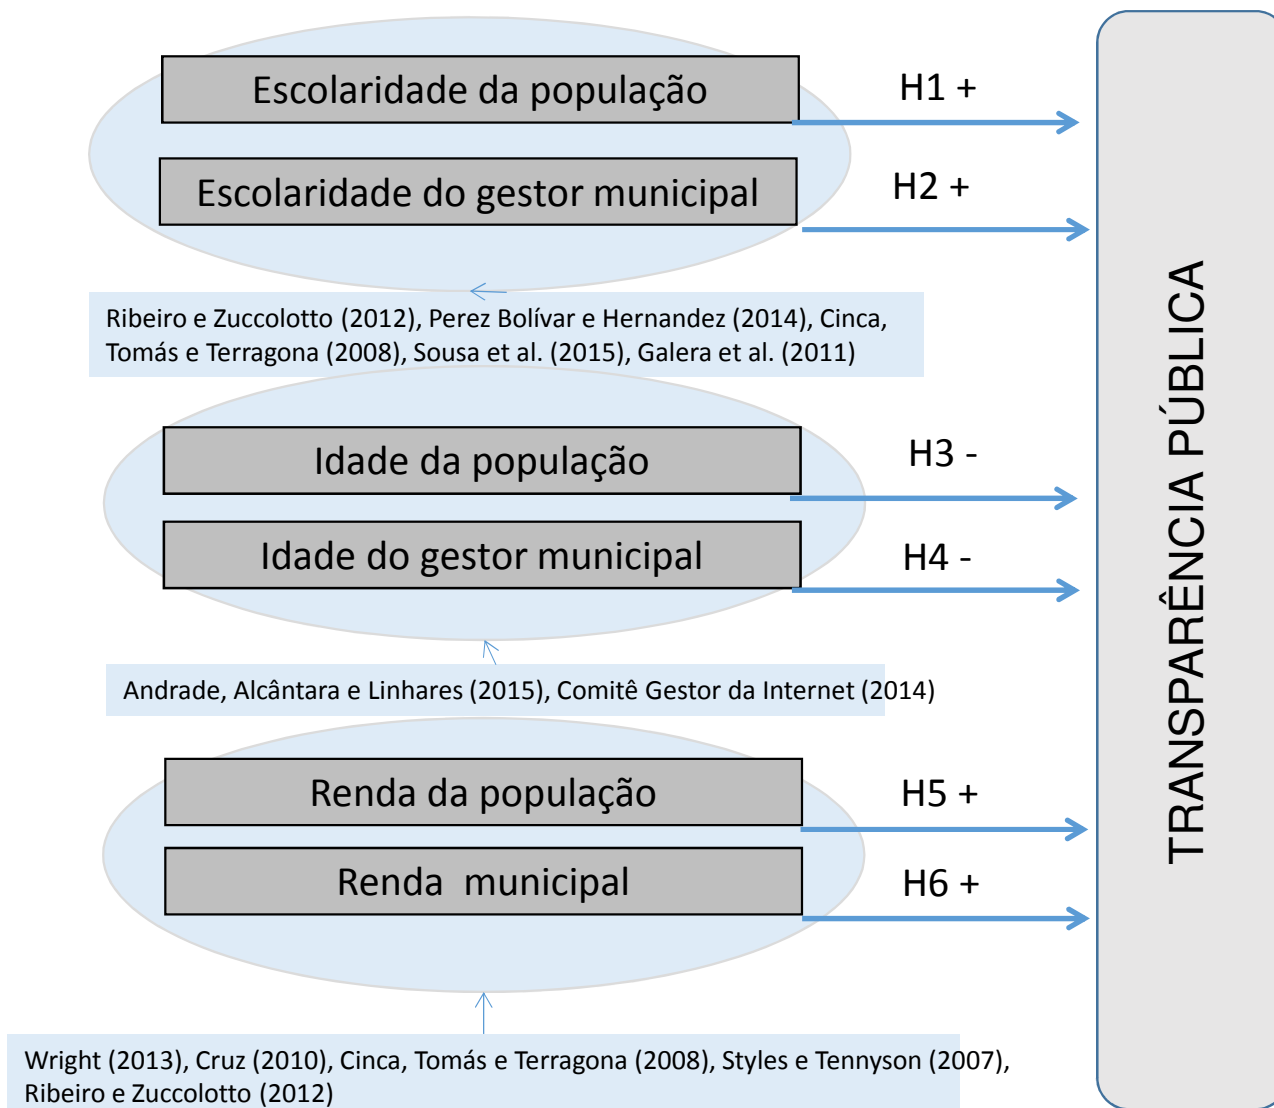 Escolaridade da população
H1 +
Escolaridade do gestor municipal
H2 +
Ribeiro e Zuccolotto (2012), Perez Bolívar e Hernandez (2014), Cinca,
Tomás e Terragona (2008), Sousa et al. (2015), Galera et al. (2011)
Idade da população
H3 -
Idade do gestor municipal
H4 -
Andrade, Alcântara e Linhares (2015), Comitê Gestor da Internet (2014)
Renda da população
H5 +
Renda municipal
H6 +
Wright (2013), Cruz (2010), Cinca, Tomás e Terragona (2008), Styles e Tennyson (2007),
Ribeiro e Zuccolotto (2012)
TRANSPARÊNCIA PÚBLICA